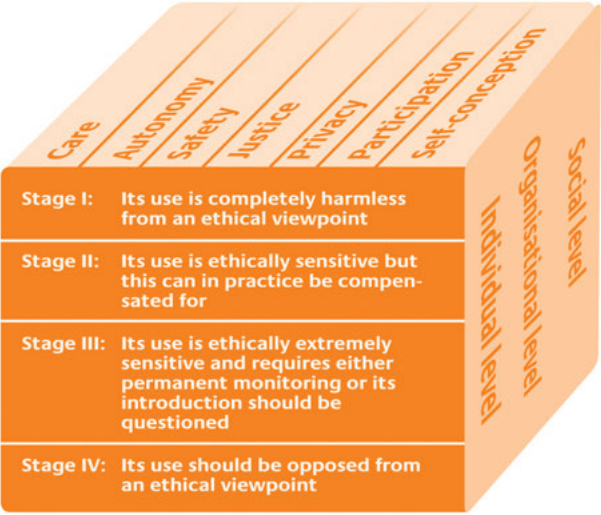 Care
Autonomy
Safety
Justice
Privacy
Participation
Self-conception
Stage I: Its use is completely harmless
from an ethical viewpoint
Stage II: Its use is ethically sensitive but
this can in practice be compen-
sated for
Stage III: Its use is ethically extremely
sensitive and requires either
permanent monitoring or its
introduction should be
questioned
Stage IV: Its use should be opposed from
an ethical viewpoint
Individual level
Organisational level
Social level